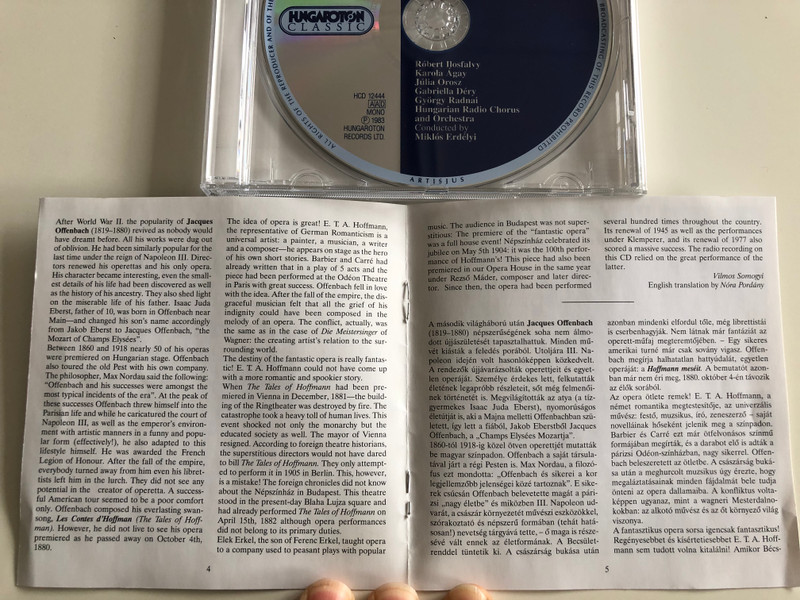 HUNGAROTON
CLASSIC
ALL RIGHTS OF THE PRODUCER AND OF THE
BROADCASTING OF THIS RECORD PROHIBITED
HCD 12444
AAD
MONO
Ⓟ 1983
HUNGAROTON
RECORDS LTD.
Róbert Ilosfalvy
Karola Ágay
Júlia Orosz
Gabriella Déry
György Radnai
Hungarian Radio Chorus
and Orchestra
Conducted by
Miklós Erdélyi
ARTISJUS
After World War II. the popularity of Jacques
Offenbach (1819–1880) revived as nobody would
have dreamt before. All his works were dug out
of oblivion. He had been similarly popular for the
last time under the reign of Napoleon III. Direc-
tors renewed his operettas and his only opera.
His character became interesting, even the small-
est details of his life had been discovered as well
as the history of his ancestry. They also shed light
on the miserable life of his father. Isaac Juda
Eberst, father of 10, was born in Offenbach near
Main—and changed his son's name accordingly
from Jakob Eberst to Jacques Offenbach, "the
Mozart of Champs Elysées".
Between 1860 and 1918 nearly 50 of his operas
were premiered on Hungarian stage. Offenbach
also toured the old Pest with his own company.
The philosopher, Max Nordau said the following:
"Offenbach and his successes were amongst the
most typical incidents of the era". At the peak of
these successes Offenbach threw himself into the
Parisian life and while he caricatured the court of
Napoleon III, as well as the emperor's environ-
ment with artistic manners in a funny and popu-
lar form (effectively!), he also adapted to this
lifestyle himself. He was awarded the French
Legion of Honour. After the fall of the empire,
everybody turned away from him even his libret-
tists left him in the lurch. They did not see any
potential in the creator of operetta. A success-
ful American tour seemed to be a poor comfort
only. Offenbach composed his everlasting swan-
song, Les Contes d'Hoffman (The Tales of Hoff-
man). However, he did not live to see his opera
premiered as he passed away on October 4th,
1880.
The idea of opera is great! E. T. A. Hoffmann,
the representative of German Romanticism is a
universal artist: a painter, a musician, a writer
and a composer—he appears on stage as the hero
of his own short stories. Barbier and Carré had
already written that in a play of 5 acts and the
piece had been performed at the Odéon Theatre
in Paris with great success. Offenbach fell in love
with the idea. After the fall of the empire, the dis-
graceful musician felt that all the grief of his
indignity could have been composed in the
melody of an opera. The conflict, actually, was
the same as in the case of Die Meistersinger of
Wagner: the creating artist's relation to the sur-
rounding world.
The destiny of the fantastic opera is really fantas-
tic! E. T. A. Hoffmann could not have come up
with a more romantic and spookier story.
When The Tales of Hoffmann had been pre-
miered in Vienna in December, 1881—the build-
ing of the Ringtheater was destroyed by fire. The
catastrophe took a heavy toll of human lives. This
event shocked not only the monarchy but the
educated society as well. The mayor of Vienna
resigned. According to foreign theatre historians,
the superstitious directors would not have dared
to bill The Tales of Hoffmann. They only attempt-
ed to perform it in 1905 in Berlin. This, however,
is a mistake! The foreign chronicles do not know
about the Népszínház in Budapest. This theatre
stood in the present-day Blaha Lujza square and
had already performed The Tales of Hoffmann on
April 15th, 1882 although opera performances
did not belong to its primary duties.
Elek Erkel, the son of Ferenc Erkel, taught opera
to a company used to peasant plays with popular
4
music. The audience in Budapest was not super-
stitious: The premiere of the "fantastic opera"
was a full house event! Népszínház celebrated its
jubilee on May 5th 1904: it was the 100th perfor-
mance of Hoffmann's! This piece had also been
premiered in our Opera House in the same year
under Rezső Máder, composer and later direc-
tor. Since then, the opera had been performed
several hundred times throughout the country.
Its renewal of 1945 as well as the performances
under Klemperer, and its renewal of 1977 also
scored a massive success. The radio recording on
this CD relied on the great performance of the
latter.
Vilmos Somogyi
English translation by Nóra Pordány
A második világháború után Jacques Offenbach
(1819–1880) népszerűségének soha nem álmo-
dott újjászületését tapasztalhattuk. Minden mű-
vét kiásták a feledés porából. Utoljára III. Na-
poleon idején volt hasonlóképpen közkedvelt.
A rendezők újjávarázsolták operettjeit és egyet-
len operáját. Személye érdekes lett, felkutatták
életének legapróbb részleteit, sőt még felmenői-
nek történetét is. Megvilágították az atya (a tíz-
gyermekes Isaac Juda Eberst), nyomorúságos
életútját is, aki a Majna melletti Offenbachban szü-
letett, így lett a fiából, Jakob Eberstből Jacques
Offenbach, a „Champs Elysées Mozartja".
1860-tól 1918-ig közel ötven operettjét mutatták
be magyar színpadon. Offenbach a saját társula-
tával járt a régi Pesten is. Max Nordau, a filozó-
fus ezt mondotta: „Offenbach és sikerei a kor
legjellemzőbb jelenségei közé tartoznak". E sike-
rek csúcsán Offenbach belevetette magát a pári-
zsi „nagy életbe" és miközben III. Napoleon ud-
varát, a császár környezetét művészi eszközökkel,
szórakoztató és népszerű formában (tehát hatá-
sosan!) nevetség tárgyává tette, – ő maga is része-
sévé vált ennek az életformának. A Becsület-
renddel tüntetik ki. A császárság bukása után
azonban mindenki elfordul tőle, még librettistái
is cserbenhagyják. Nem látnak már fantáziát az
operett-műfaj megteremtőjében. – Egy sikeres
amerikai turné már csak sovány vigasz. Offen-
bach megírja halhatatlan hattyúdalát, egyetlen
operáját: a Hoffmann meséit. A bemutatót azon-
ban már nem éri meg, 1880. október 4-én távozik
az élők sorából.
Az opera ötlete remek! E. T. A. Hoffmann, a
német romantika megtestesítője, az univerzális
művész: festő, muzsikus, író, zeneszerző – saját
novelláinak hőseként jelenik meg a színpadon.
Barbier és Carré ezt már ötfelvonásos színmű
formájában megírták, és a darabot elő is adták a
párizsi Odéon-színházban, nagy sikerrel. Offen-
bach beleszeretett az ötletbe. A császárság buká-
sa után a meghurcolt muzsikus úgy érezte, hogy
megaláztatásainak minden fájdalmát bele tudja
önteni az opera dallamaiba. A konfliktus volta-
képpen ugyanaz, mint a wagneri Mesterdalno-
kokban: az alkotó művész és az őt környező világ
viszonya.
A fantasztikus opera sorsa igencsak fantasztikus!
Regényesebbet és kísértetiesebbet E. T. A. Hoff-
mann sem tudott volna kitalálni! Amikor Bécs-
5